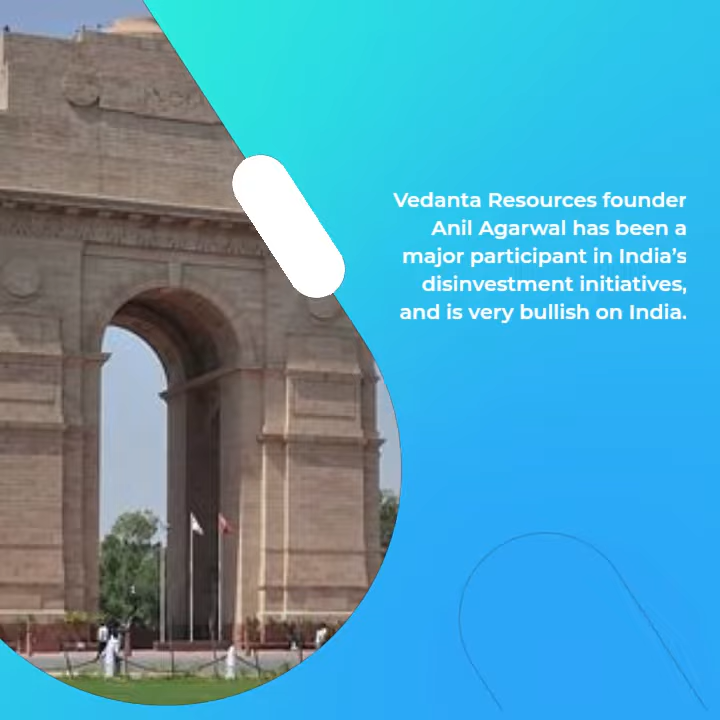 Vedanta Resources founder
Anil Agarwal has been a
major participant in India’s
disinvestment initiatives,
and is very bullish on India.